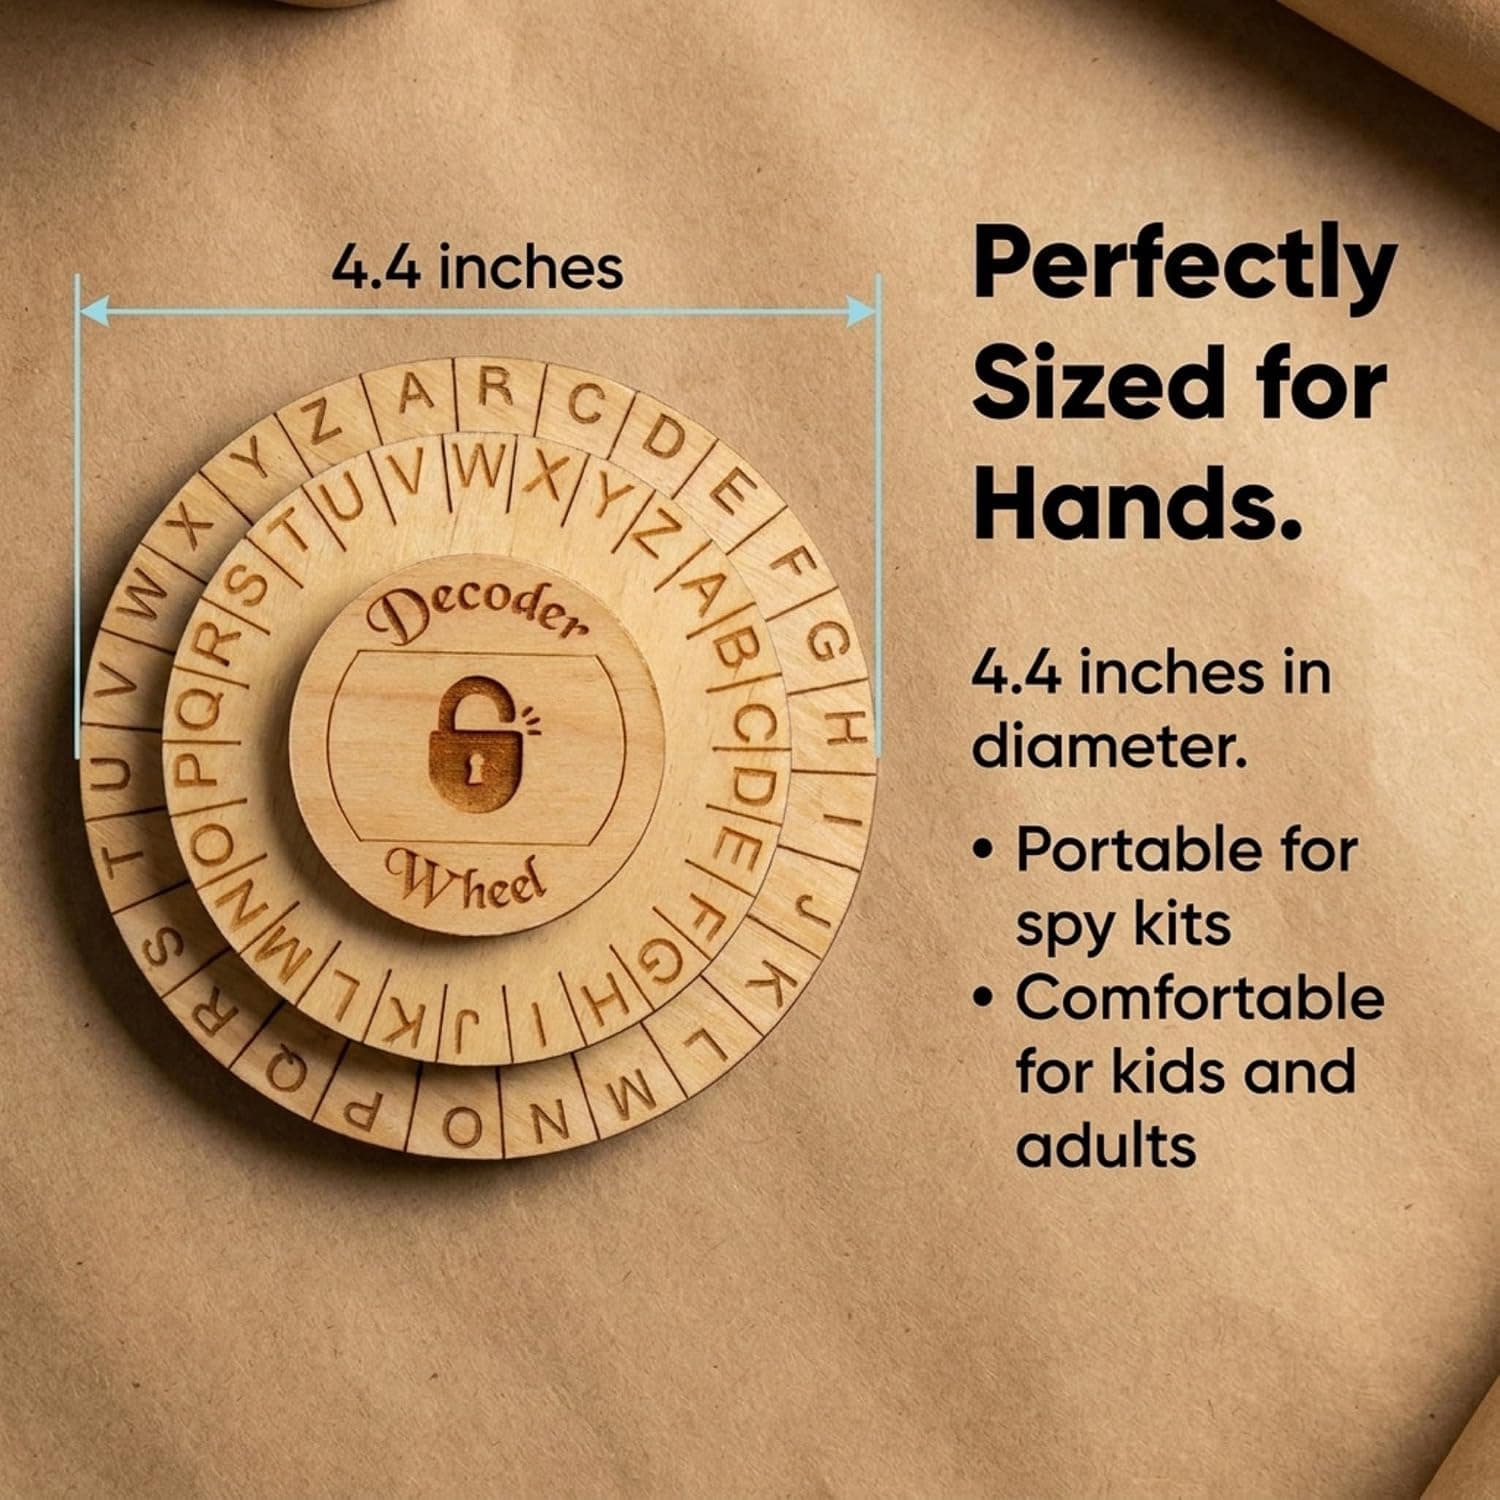 4.4 inches
Perfectly
Sized for
Hands.
4.4 inches in
diameter.
• Portable for
spy kits
• Comfortable
for kids and
adults
A R C D E F G H I J K L M N O P Q R S T U V W X Y Z
A B C D E F G H I J K L M N O P Q R S T U V W X Y Z
Decoder
Wheel